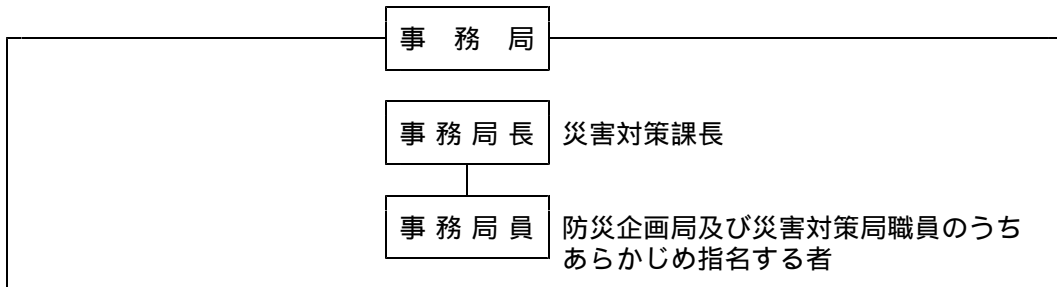 事務局
事務局長 災害対策課長
事務局員 防災企画局及び災害対策局職員のうち
あらかじめ指名する者